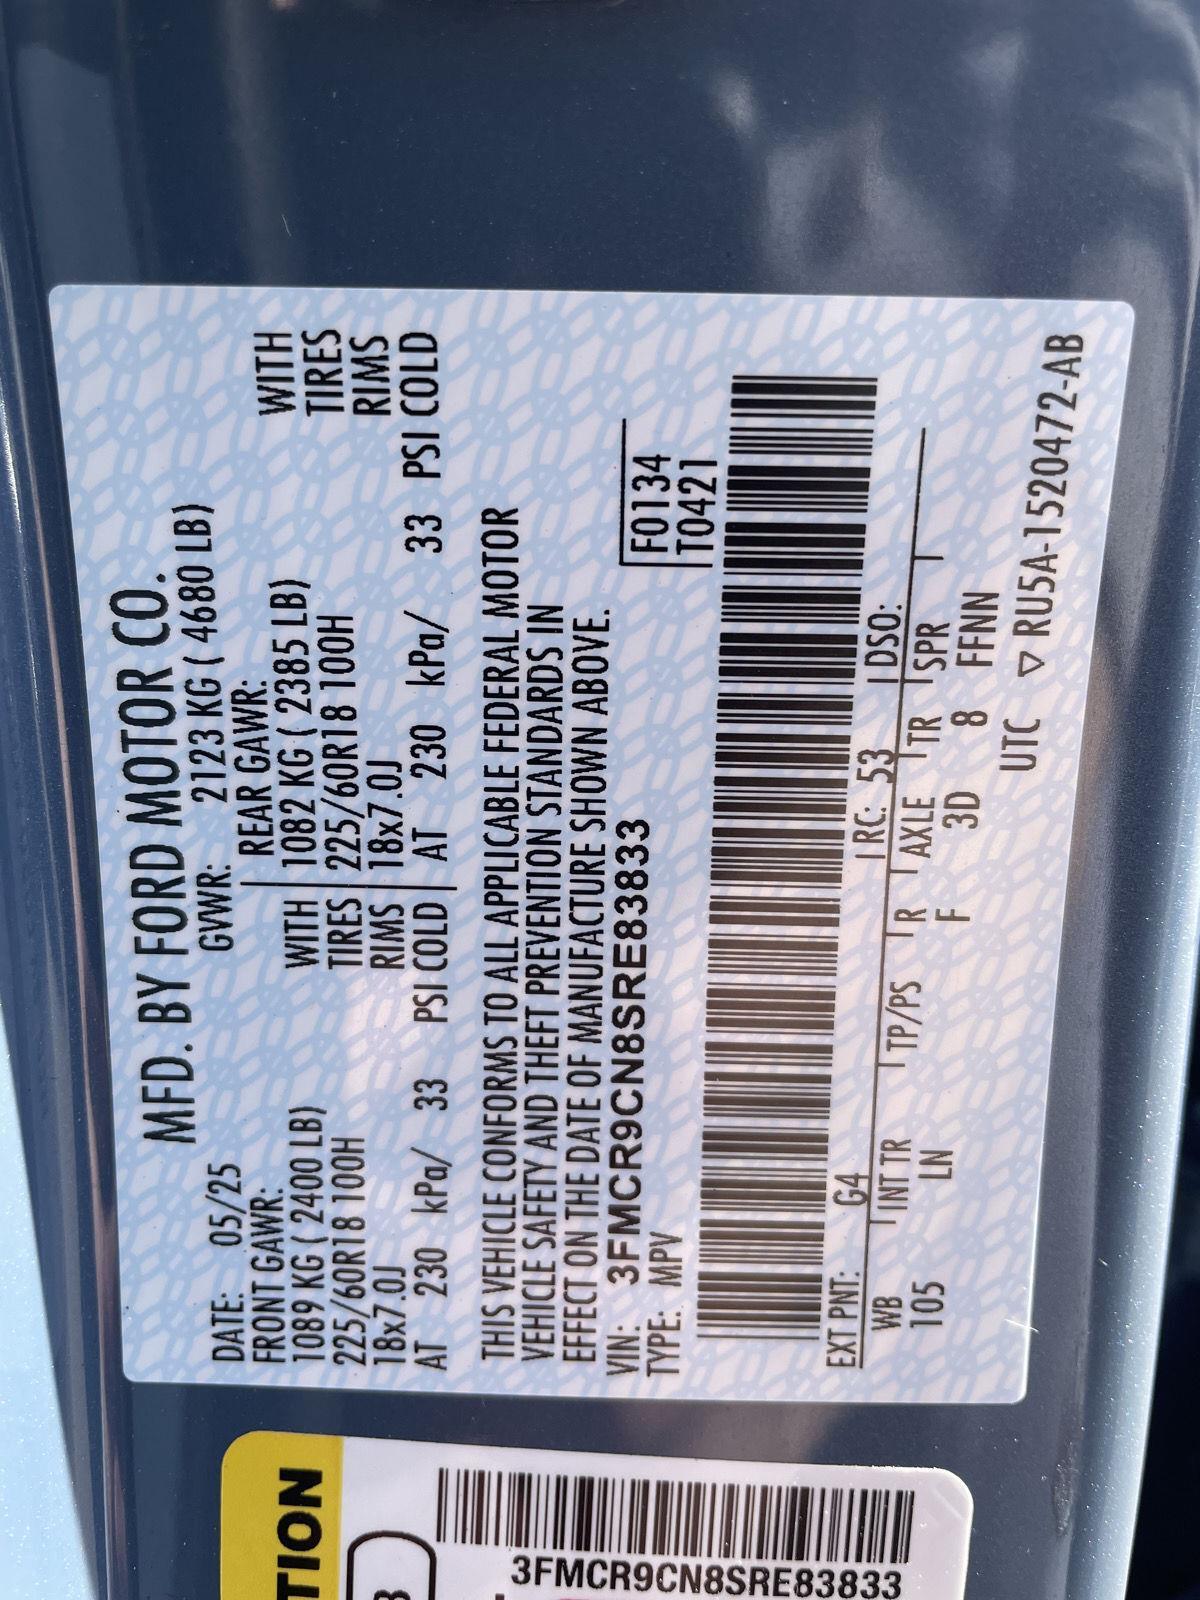 MFD. BY FORD MOTOR CO.
DATE: 05/25 GVWR: 2123 KG ( 4680 LB)
FRONT GAWR: REAR GAWR:
1089 KG ( 2400 LB) WITH 1082 KG ( 2385 LB) WITH
225/60R18 100H TIRES 225/60R18 100H TIRES
18x7.0J RIMS 18x7.0J RIMS
AT 230 kPa/ 33 PSI COLD AT 230 kPa/ 33 PSI COLD
THIS VEHICLE CONFORMS TO ALL APPLICABLE FEDERAL MOTOR
VEHICLE SAFETY AND THEFT PREVENTION STANDARDS IN
EFFECT ON THE DATE OF MANUFACTURE SHOWN ABOVE.
VIN: 3FMCR9CN8SRE83833 F0134
TYPE: MPV T0421
EXT PNT: G4 RC: 53 DSO:
WB INT TR TP/PS R AXLE TR SPR
105 LN F 3D 8 FFNN
UTC ▽ RU5A-1520472-AB
TION
3FMCR9CN8SRE83833